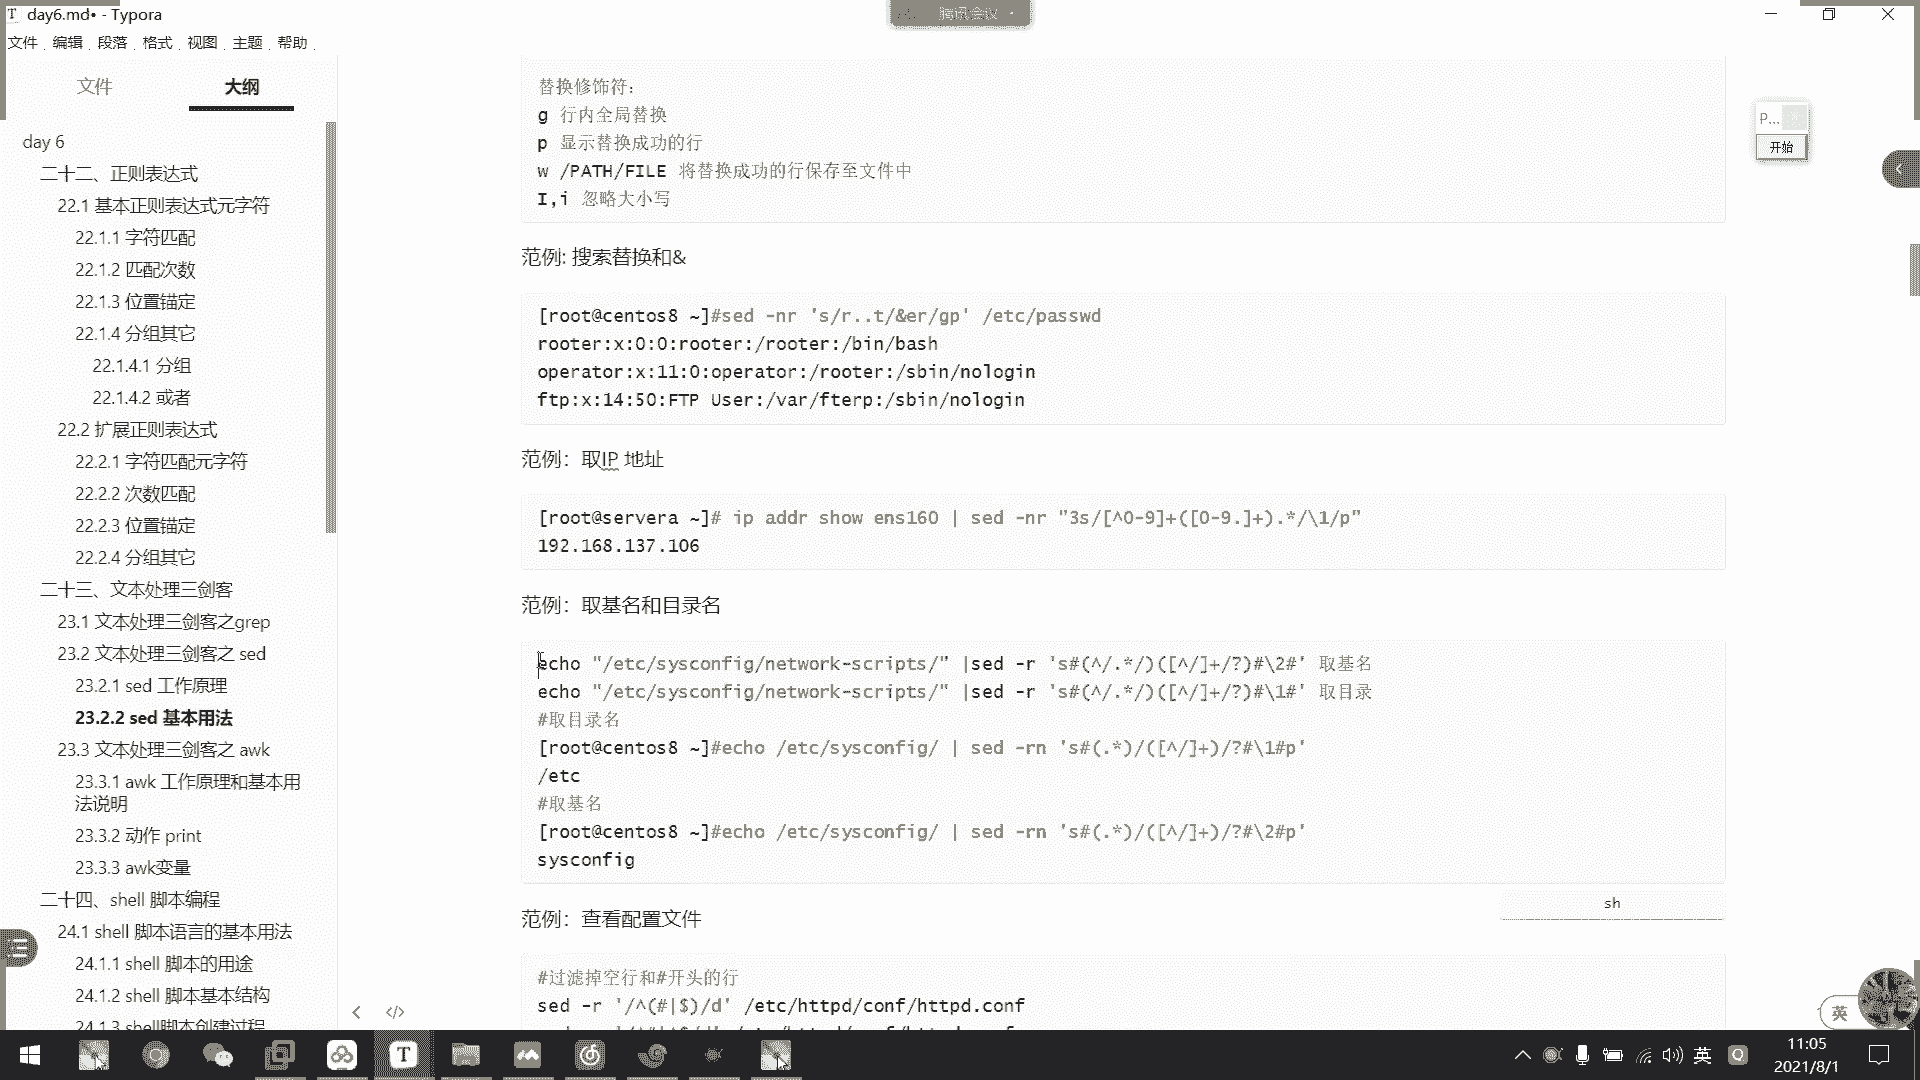 day6.md• - Typora
腾讯会议
文件 编辑 段落 格式 视图 主题 帮助
文件
大纲
day 6
二十二、正则表达式
22.1 基本正则表达式元字符
22.1.1 字符匹配
22.1.2 匹配次数
22.1.3 位置锚定
22.1.4 分组其它
22.1.4.1 分组
22.1.4.2 或者
22.2 扩展正则表达式
22.2.1 字符匹配元字符
22.2.2 次数匹配
22.2.3 位置锚定
22.2.4 分组其它
二十三、文本处理三剑客
23.1 文本处理三剑客之grep
23.2 文本处理三剑客之 sed
23.2.1 sed 工作原理
23.2.2 sed 基本用法
23.3 文本处理三剑客之 awk
23.3.1 awk 工作原理和基本用
法说明
23.3.2 动作 print
23.3.3 awk变量
二十四、shell 脚本编程
24.1 shell 脚本语言的基本用法
24.1.1 shell 脚本的用途
24.1.2 shell 脚本基本结构
24.1.3 shell脚本创建过程
替换修饰符:
g 行内全局替换
p 显示替换成功的行
w /PATH/FILE 将替换成功的行保存至文件中
I,i 忽略大小写
范例: 搜索替换和&
[root@centos8 ~]#sed -nr 's/r..t/&er/gp' /etc/passwd
rooter:x:0:0:rooter:/rooter:/bin/bash
operator:x:11:0:operator:/rooter:/sbin/nologin
ftp:x:14:50:FTP User:/var/fterp:/sbin/nologin
范例：取IP 地址
[root@servera ~]# ip addr show ens160 | sed -nr "3s/[^0-9]+([0-9.]+).*/\1/p"
192.168.137.106
范例：取基名和目录名
echo "/etc/sysconfig/network-scripts/" |sed -r 's#(^/.*/)([^/]+/?)#\2#' 取基名
echo "/etc/sysconfig/network-scripts/" |sed -r 's#(^/.*/)([^/]+/?)#\1#' 取目录
#取目录名
[root@centos8 ~]#echo /etc/sysconfig/ | sed -rn 's#(.*)/([^/]+)/?#\1#p'
/etc
#取基名
[root@centos8 ~]#echo /etc/sysconfig/ | sed -rn 's#(.*)/([^/]+)/?#\2#p'
sysconfig
sh
范例：查看配置文件
#过滤掉空行和#开头的行
sed -r '/^(#|$)/d' /etc/httpd/conf/httpd.conf
P...
开始
英
英
11:05
2021/8/1